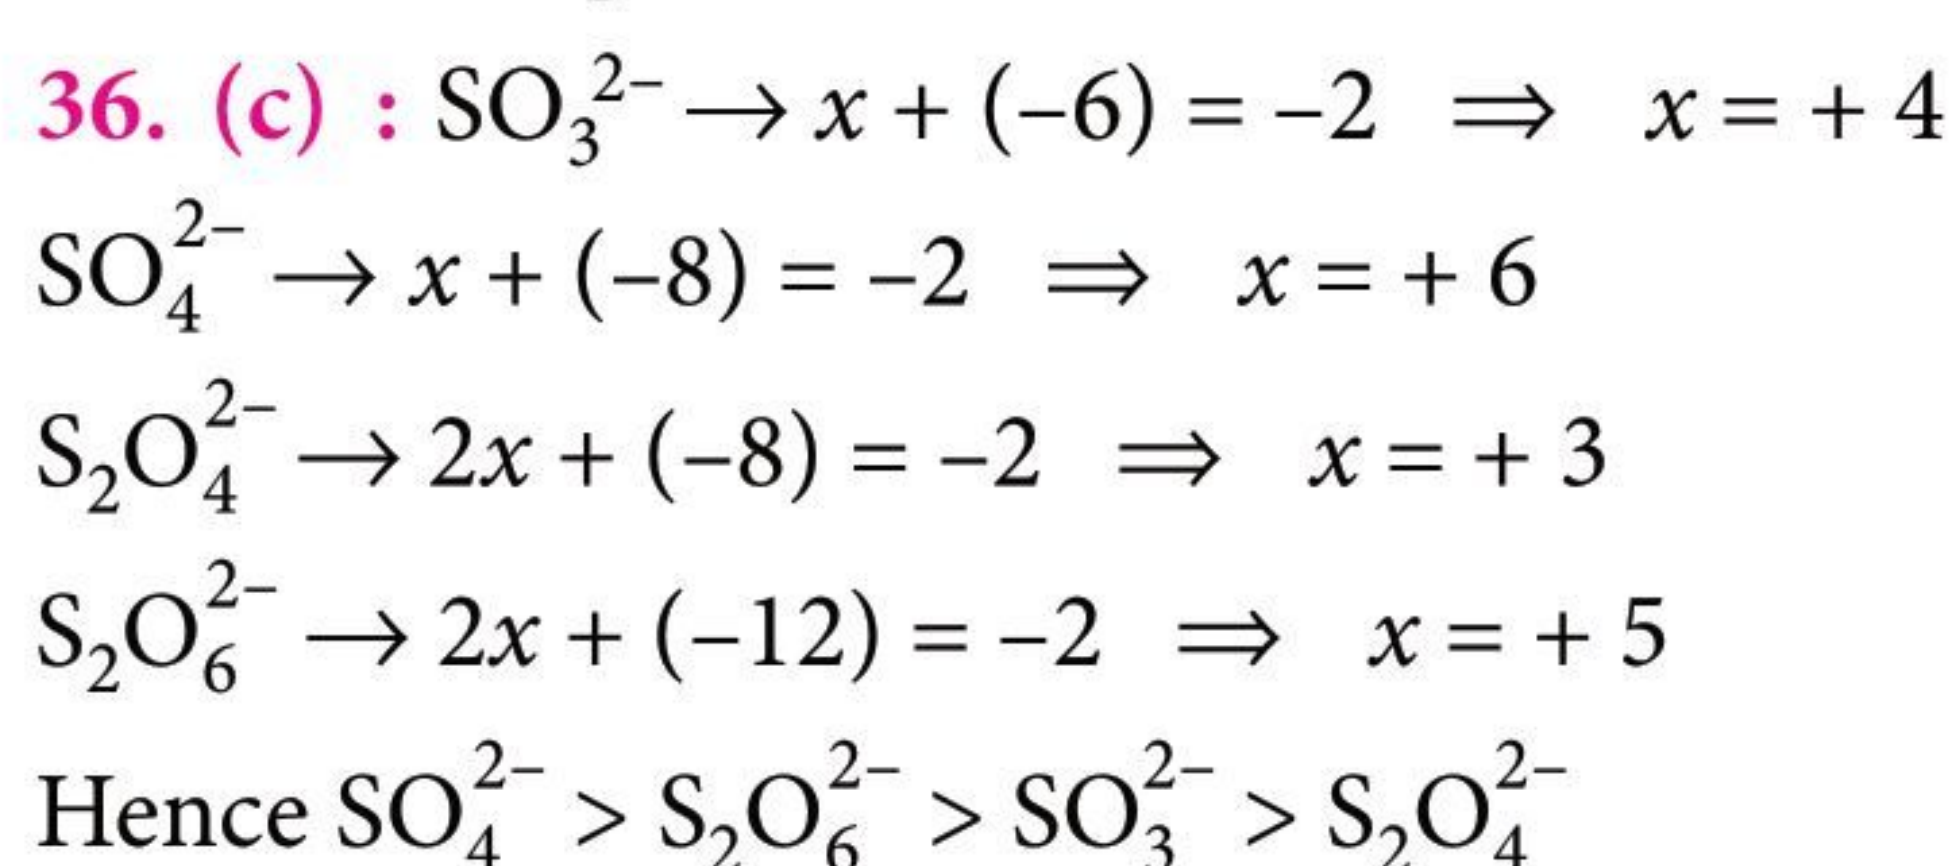 36. (c) : SO₃²⁻ → x + (–6) = –2 ⟹ x = + 4
SO₄²⁻ → x + (–8) = –2 ⟹ x = + 6
S₂O₄²⁻ → 2x + (–8) = –2 ⟹ x = + 3
S₂O₆²⁻ → 2x + (–12) = –2 ⟹ x = + 5
Hence SO₄²⁻ > S₂O₆²⁻ > SO₃²⁻ > S₂O₄²⁻